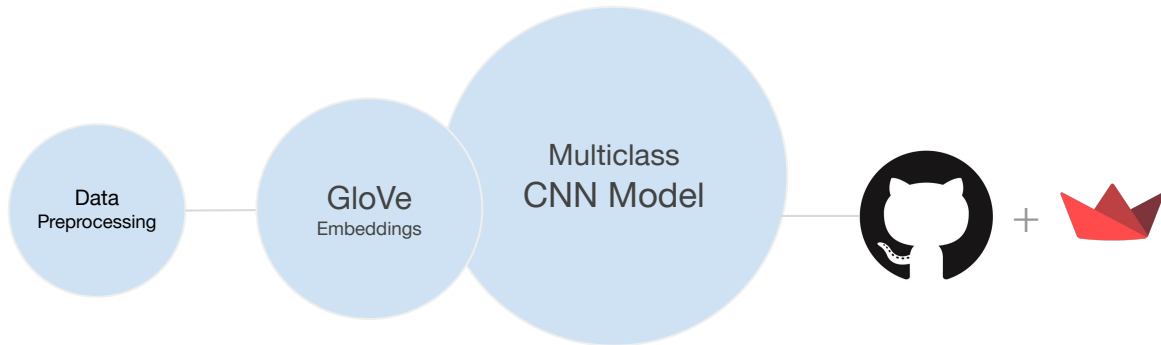 Data
Preprocessing
GloVe
Embeddings
Multiclass
CNN Model
+